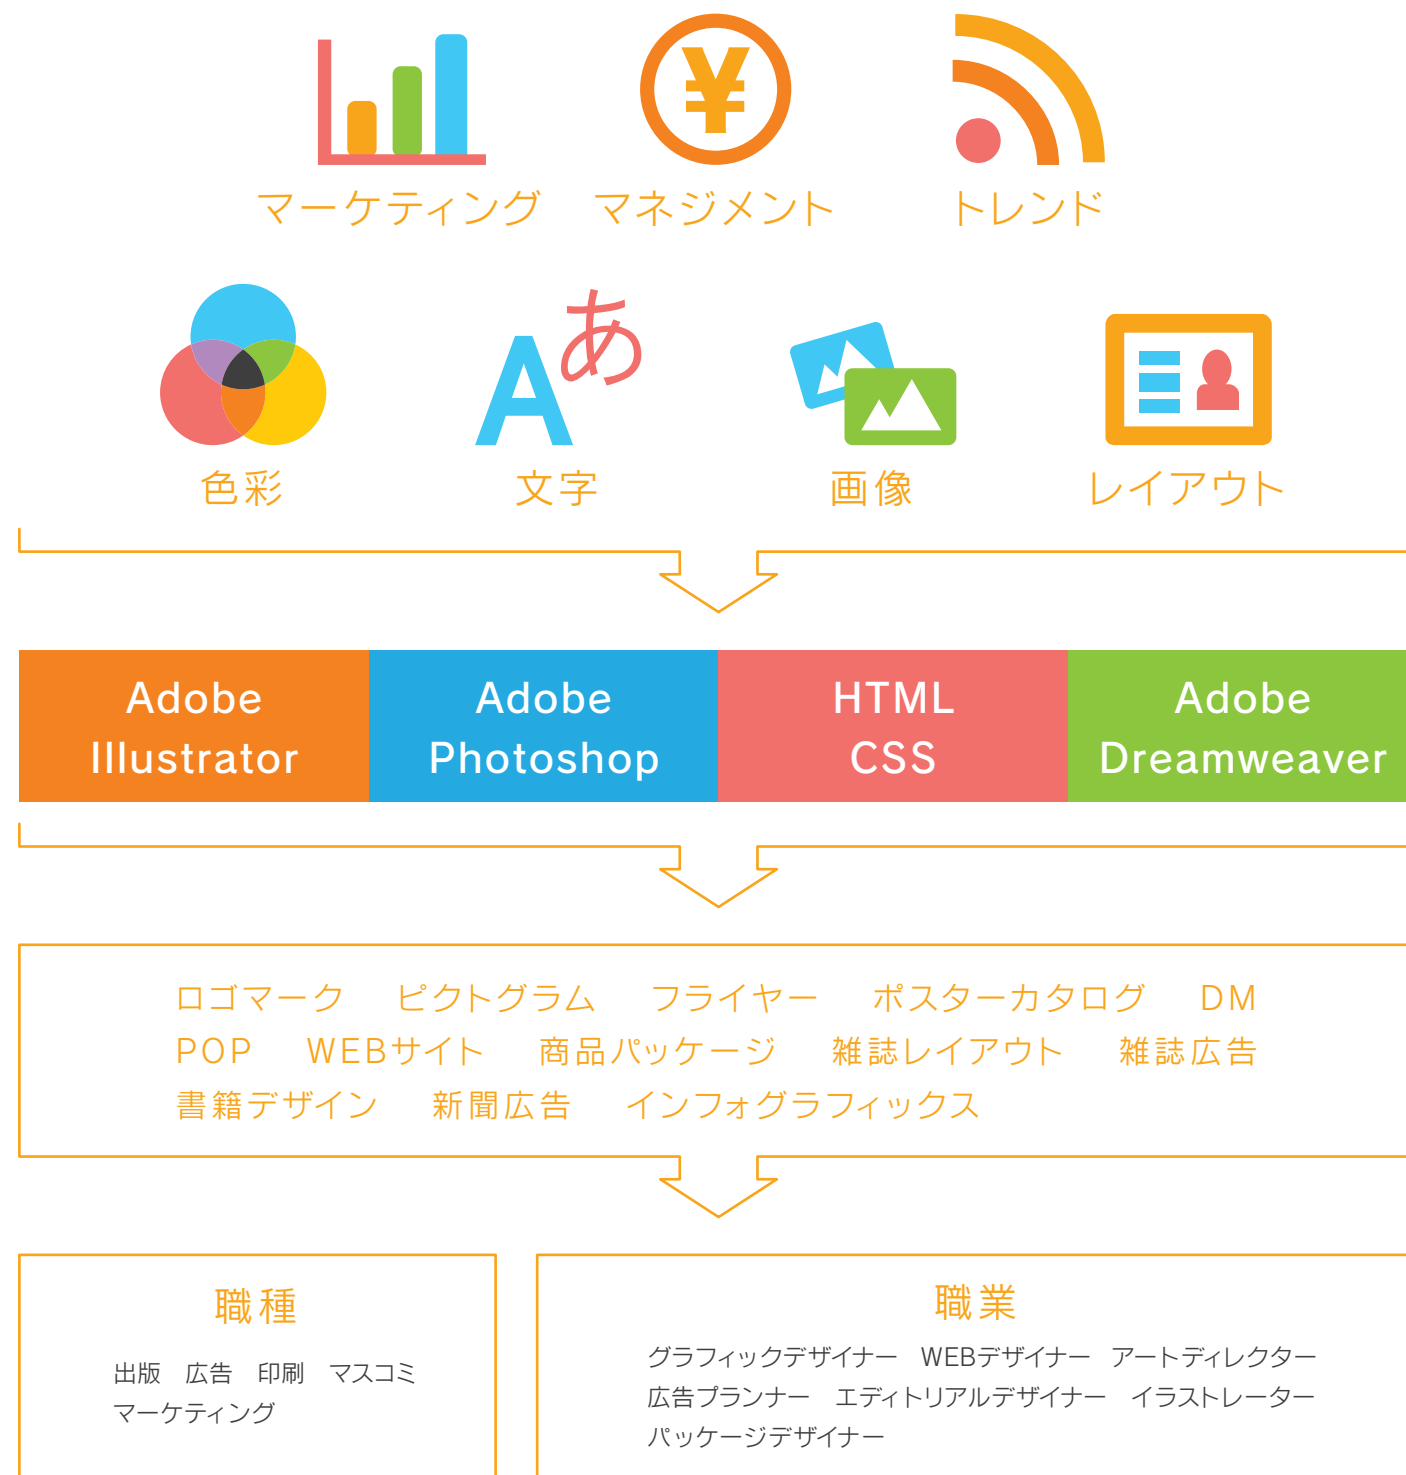 ¥
マーケティング　マネジメント　トレンド
Aあ
色彩　文字　画像　レイアウト
Adobe Illustrator
Adobe Photoshop
HTML CSS
Adobe Dreamweaver
ロゴマーク　ピクトグラム　フライヤー　ポスターカタログ　DM
POP　WEBサイト　商品パッケージ　雑誌レイアウト　雑誌広告
書籍デザイン　新聞広告　インフォグラフィックス
職種
出版　広告　印刷　マスコミ
マーケティング
職業
グラフィックデザイナー　WEBデザイナー　アートディレクター
広告プランナー　エディトリアルデザイナー　イラストレーター
パッケージデザイナー